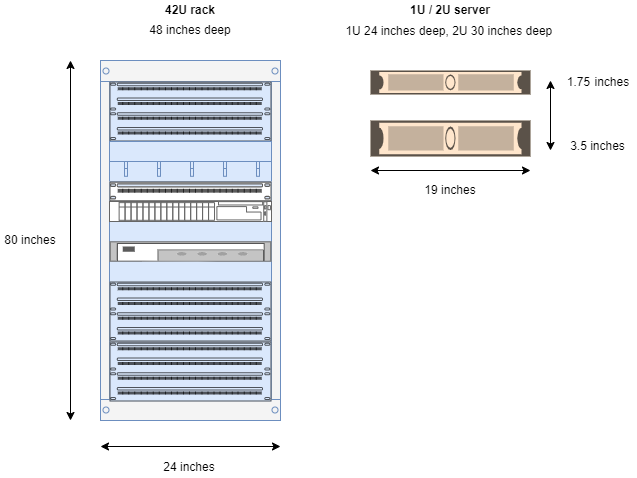 42U rack
48 inches deep
1U / 2U server
1U 24 inches deep, 2U 30 inches deep
1.75 inches
3.5 inches
19 inches
80 inches
24 inches